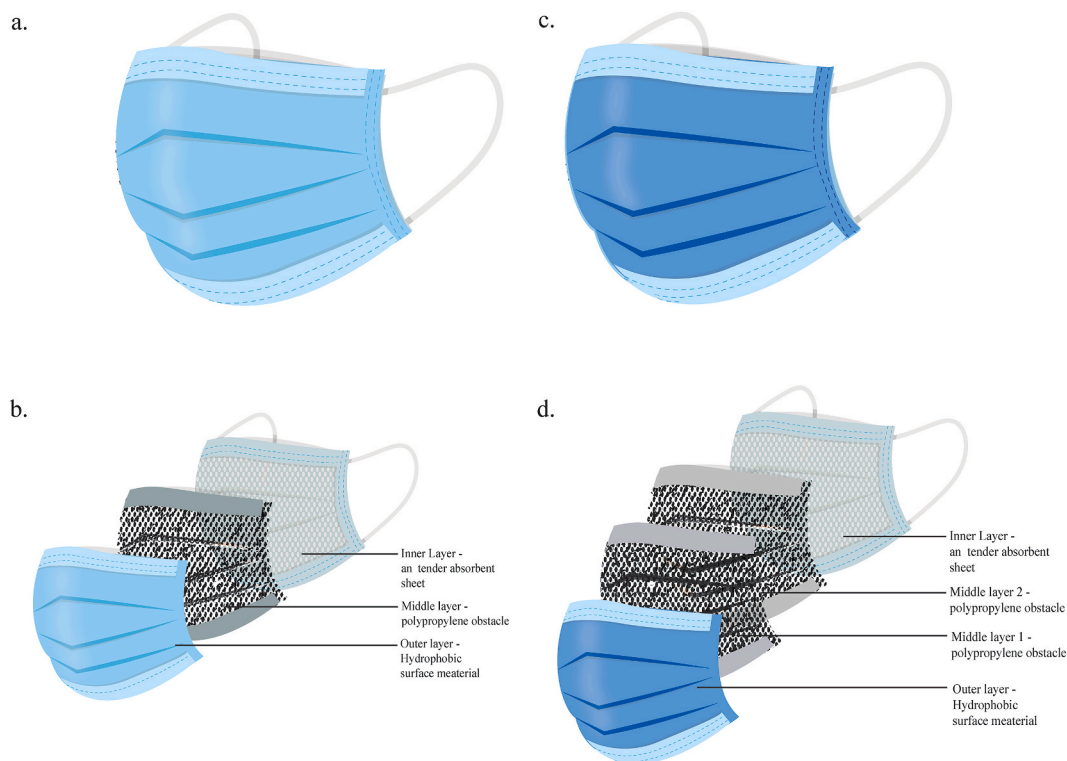 a.
c.
b.
Inner Layer -
an tender absorbent
sheet
Middle layer -
polypropylene obstacle
Outer layer -
Hydrophobic
surface meaterial
d.
Inner Layer -
an tender absorbent
sheet
Middle layer 2 -
polypropylene obstacle
Middle layer 1 -
polypropylene obstacle
Outer layer -
Hydrophobic
surface meaterial